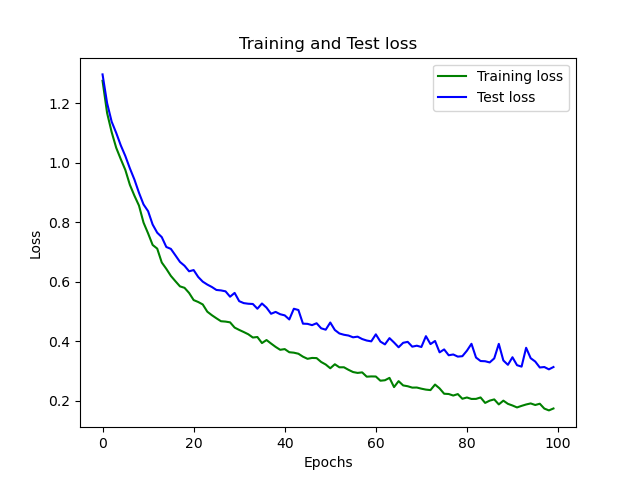 Training and Test loss
Training loss
Test loss
1.2
1.0
0.8
0.6
0.4
0.2
Loss
0 20 40 60 80 100
Epochs